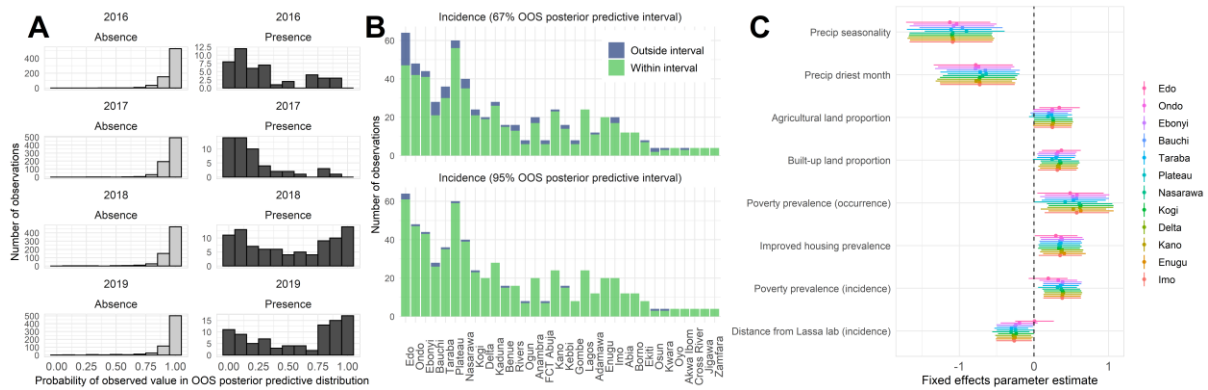 A
2016
Absence
2016
Presence
400
200
0
12.5
10.0
7.5
5.0
2.5
0.0
2017
Absence
2017
Presence
500
400
300
200
100
0
10
5
0
2018
Absence
2018
Presence
400
200
0
10
5
0
2019
Absence
2019
Presence
500
400
300
200
100
0
15
10
5
0
0.00 0.25 0.50 0.75 1.00
0.00 0.25 0.50 0.75 1.00
Number of observations
Probability of observed value in OOS posterior predictive distribution
B
Incidence (67% OOS posterior predictive interval)
Outside interval
Within interval
60
40
20
0
Incidence (95% OOS posterior predictive interval)
60
40
20
0
Number of observations
Edo
Ondo
Ebonyi
Bauchi
Taraba
Plateau
Nasarawa
Kogi
Delta
Kaduna
Benue
Rivers
Ogun
Anambra
FCT Abuja
Kano
Kebbi
Gombe
Lagos
Adamawa
Enugu
Imo
Abia
Borno
Ekiti
Osun
Kwara
Oyo
Akwa Ibom
Cross River
Jigawa
Zamfara
C
Precip seasonality
Precip driest month
Agricultural land proportion
Built-up land proportion
Poverty prevalence (occurrence)
Improved housing prevalence
Poverty prevalence (incidence)
Distance from Lassa lab (incidence)
-1 0 1
Fixed effects parameter estimate
Edo
Ondo
Ebonyi
Bauchi
Taraba
Plateau
Nasarawa
Kogi
Delta
Kano
Enugu
Imo